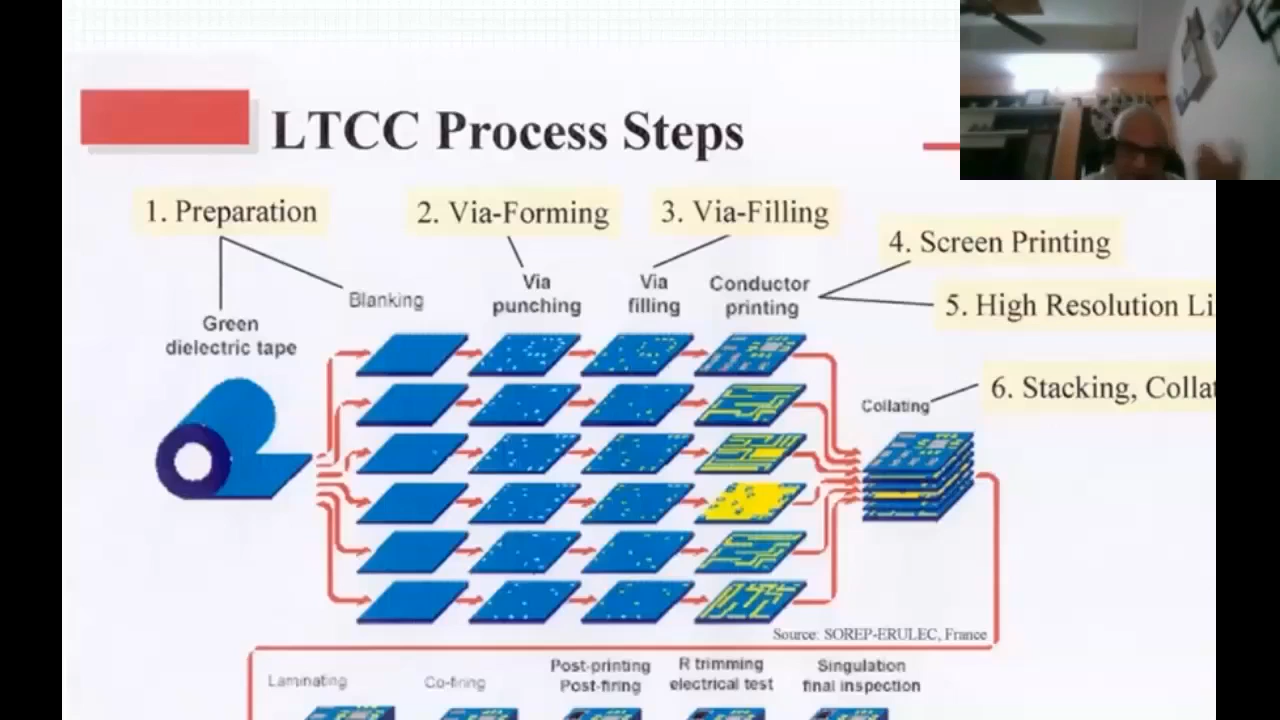 LTCC Process Steps
1. Preparation
2. Via-Forming
3. Via-Filling
4. Screen Printing
5. High Resolution Li
6. Stacking, Colla
Blanking
Via
punching
Via
filling
Conductor
printing
Green
dielectric tape
Collating
Source: SOREP-ERULEC, France
Laminating
Co-firing
Post-printing
Post-firing
R trimming
electrical test
Singulation
final inspection